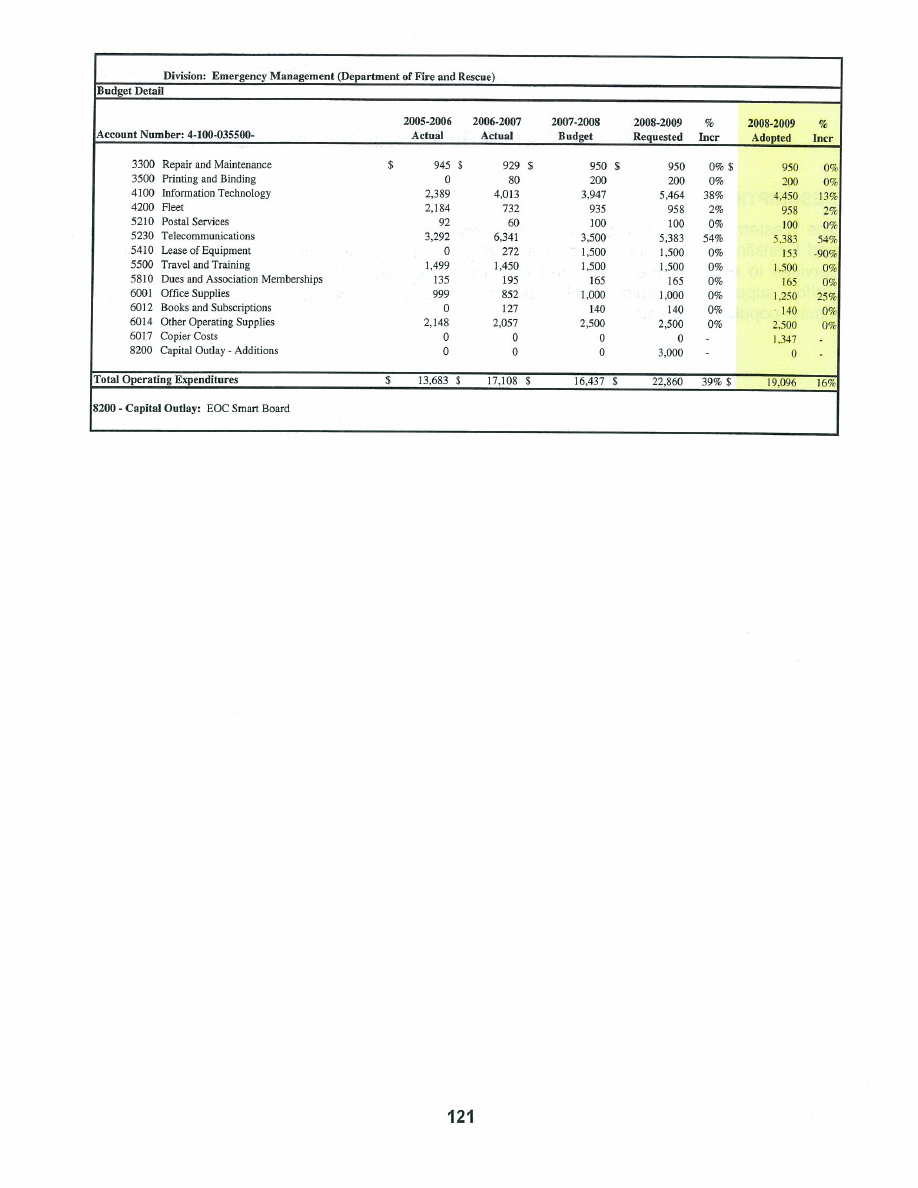 Division: Emergency Management (Department of Fire and Rescue)
Budget Detail
2005-2006 2006-2007 2007-2008 2008-2009 % 2008-2009 %
Account Number: 4-100-035500- Actual Actual Budget Requested Incr Adopted Incr
3300 Repair and Maintenance $ 945 $ 929 $ 950 $ 950 0% $ 950 0%
3500 Printing and Binding 0 80 200 200 0% 200 0%
4100 Information Technology 2,389 4,013 3,947 5,464 38% 4,450 13%
4200 Fleet 2,184 732 935 958 2% 958 2%
5210 Postal Services 92 60 100 100 0% 100 0%
5230 Telecommunications 3,292 6,341 3,500 5,383 54% 5,383 54%
5410 Lease of Equipment 0 272 1,500 1,500 0% 153 -90%
5500 Travel and Training 1,499 1,450 1,500 1,500 0% 1,500 0%
5810 Dues and Association Memberships 135 195 165 165 0% 165 0%
6001 Office Supplies 999 852 1,000 1,000 0% 1,250 25%
6012 Books and Subscriptions 0 127 140 140 0% 140 0%
6014 Other Operating Supplies 2,148 2,057 2,500 2,500 0% 2,500 0%
6017 Copier Costs 0 0 0 0 - 1,347 -
8200 Capital Outlay - Additions 0 0 0 3,000 - 0 -
Total Operating Expenditures $ 13,683 $ 17,108 $ 16,437 $ 22,860 39% $ 19,096 16%
8200 - Capital Outlay: EOC Smart Board
121